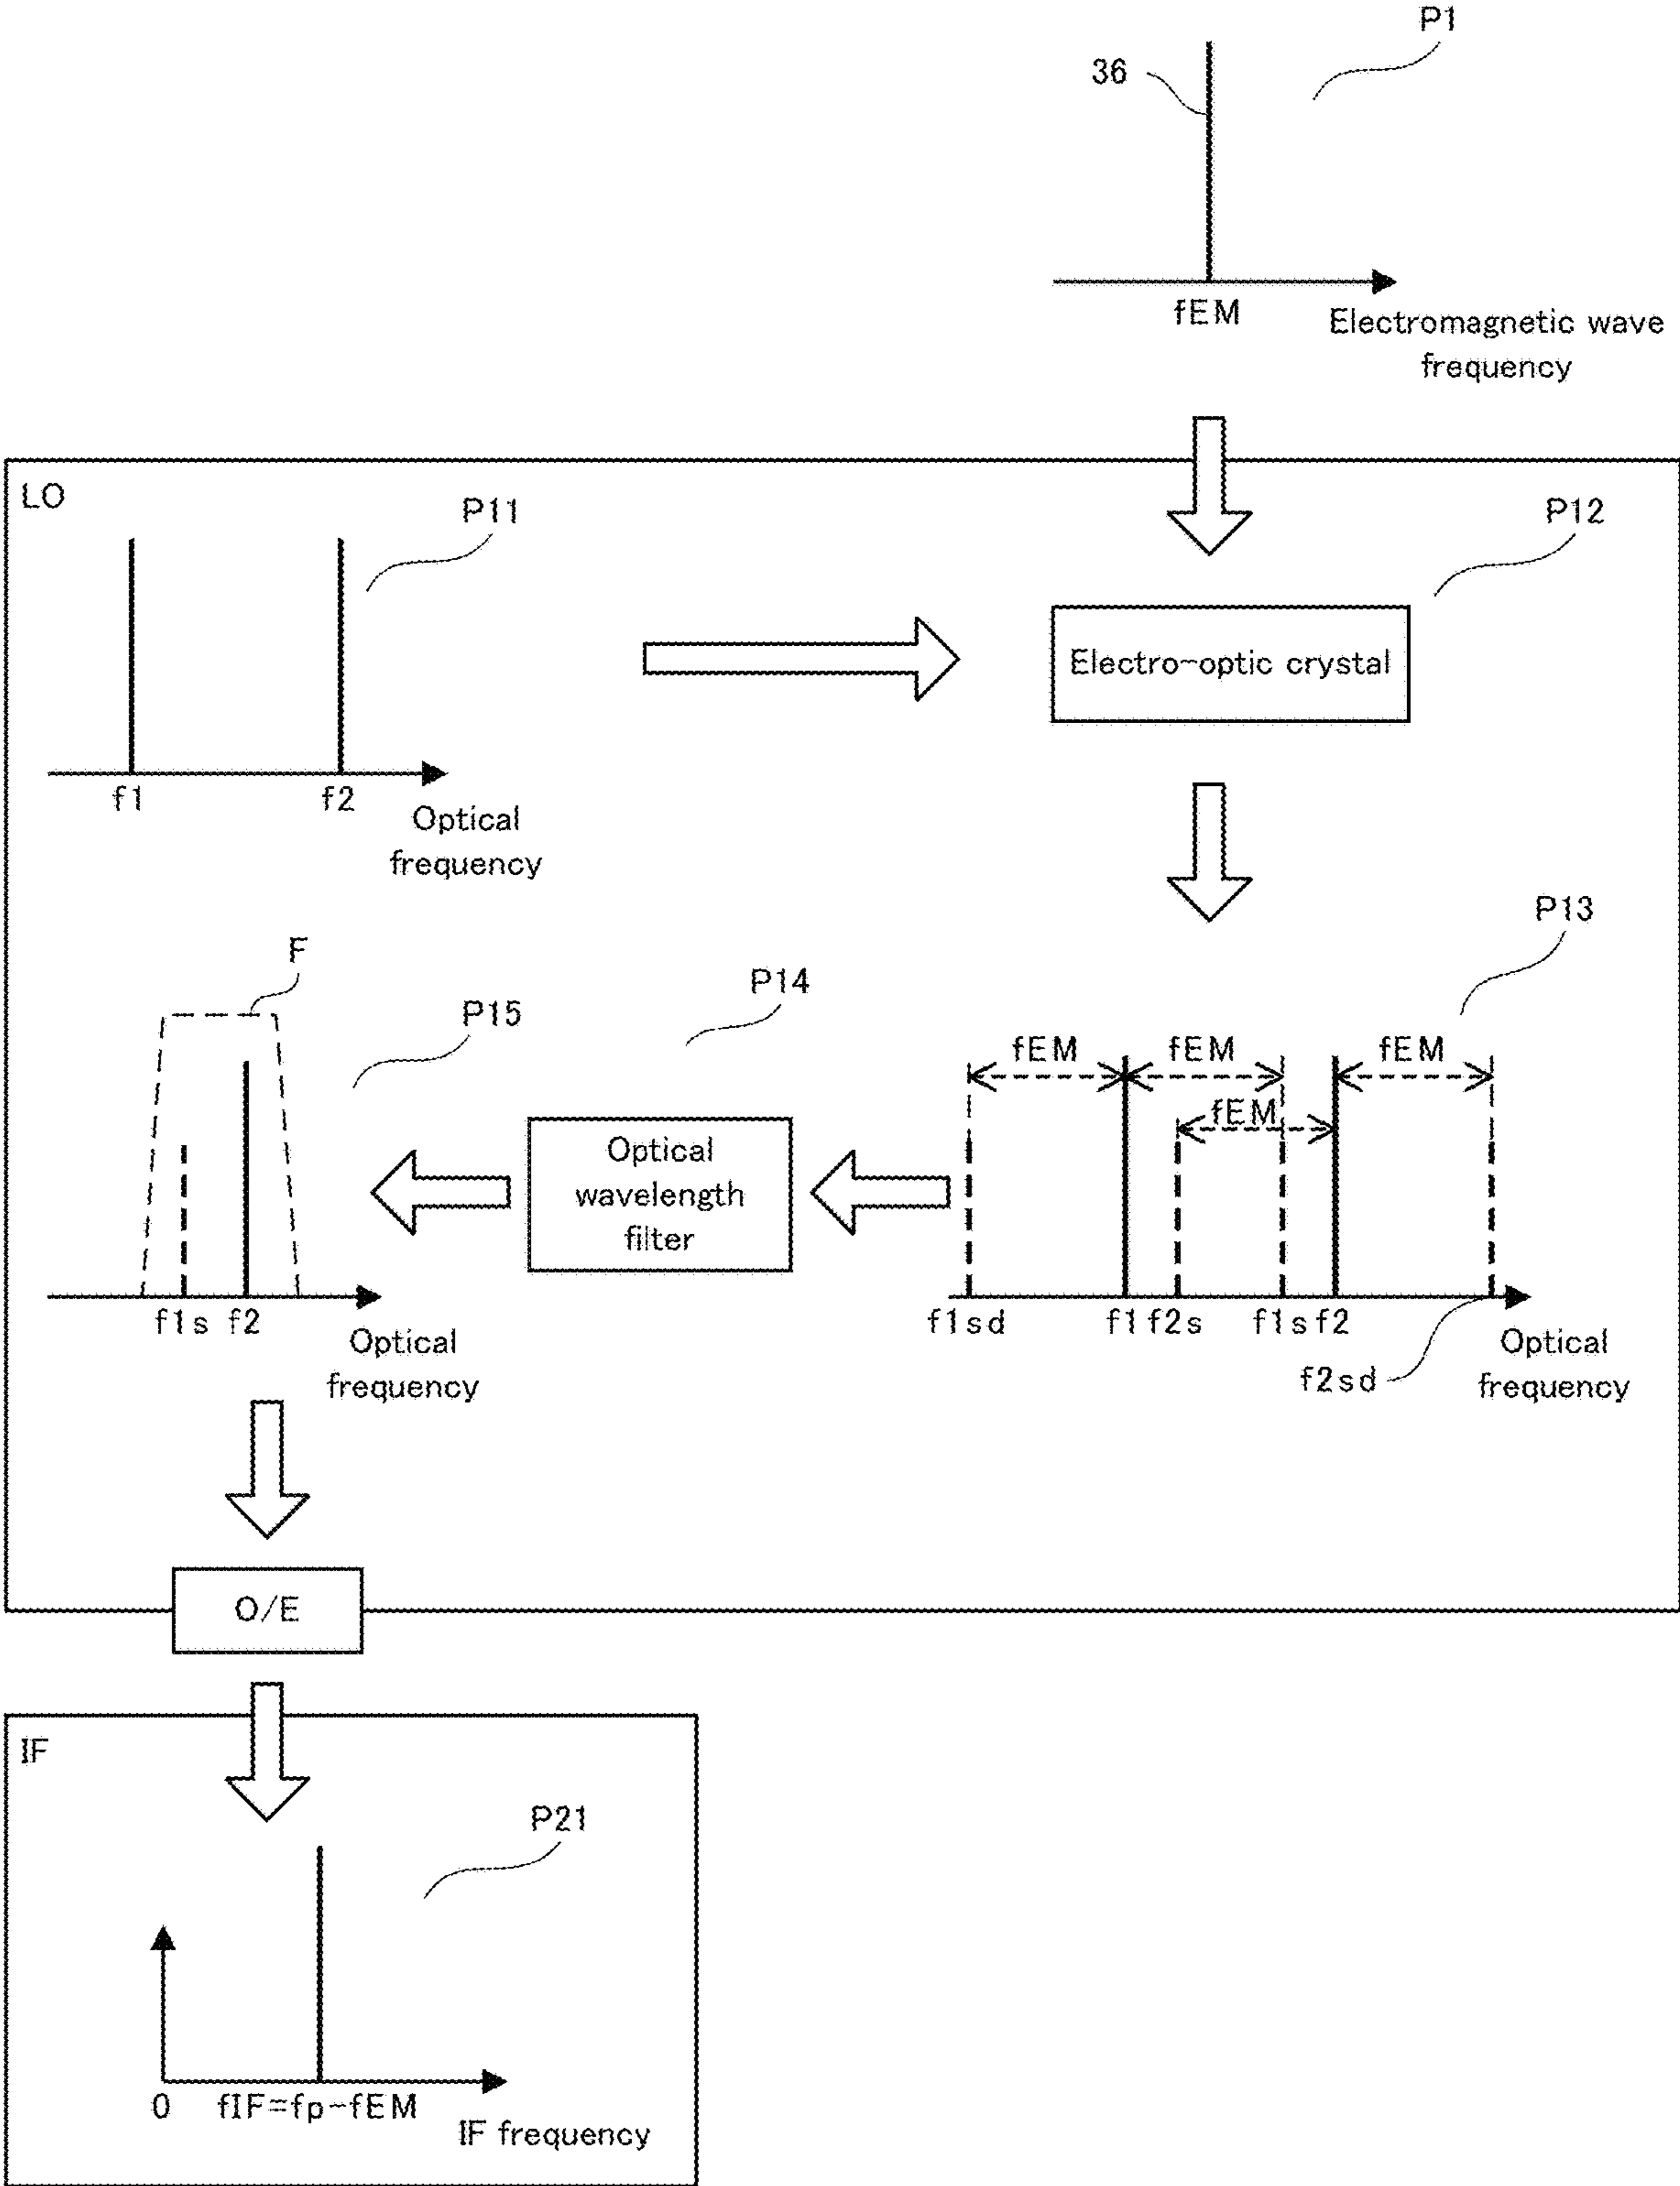 P1
36
fEM
Electromagnetic wave
frequency
LO
P11
P12
Electro-optic crystal
f1
f2
Optical
frequency
P13
F
P15
P14
fEM
fEM
fEM
fEM
Optical
wavelength
filter
f1s
f2
Optical
frequency
f1sd
f1
f2s
f1s
f2
f2sd
Optical
frequency
O/E
IF
P21
0
fIF=fp-fEM
IF frequency